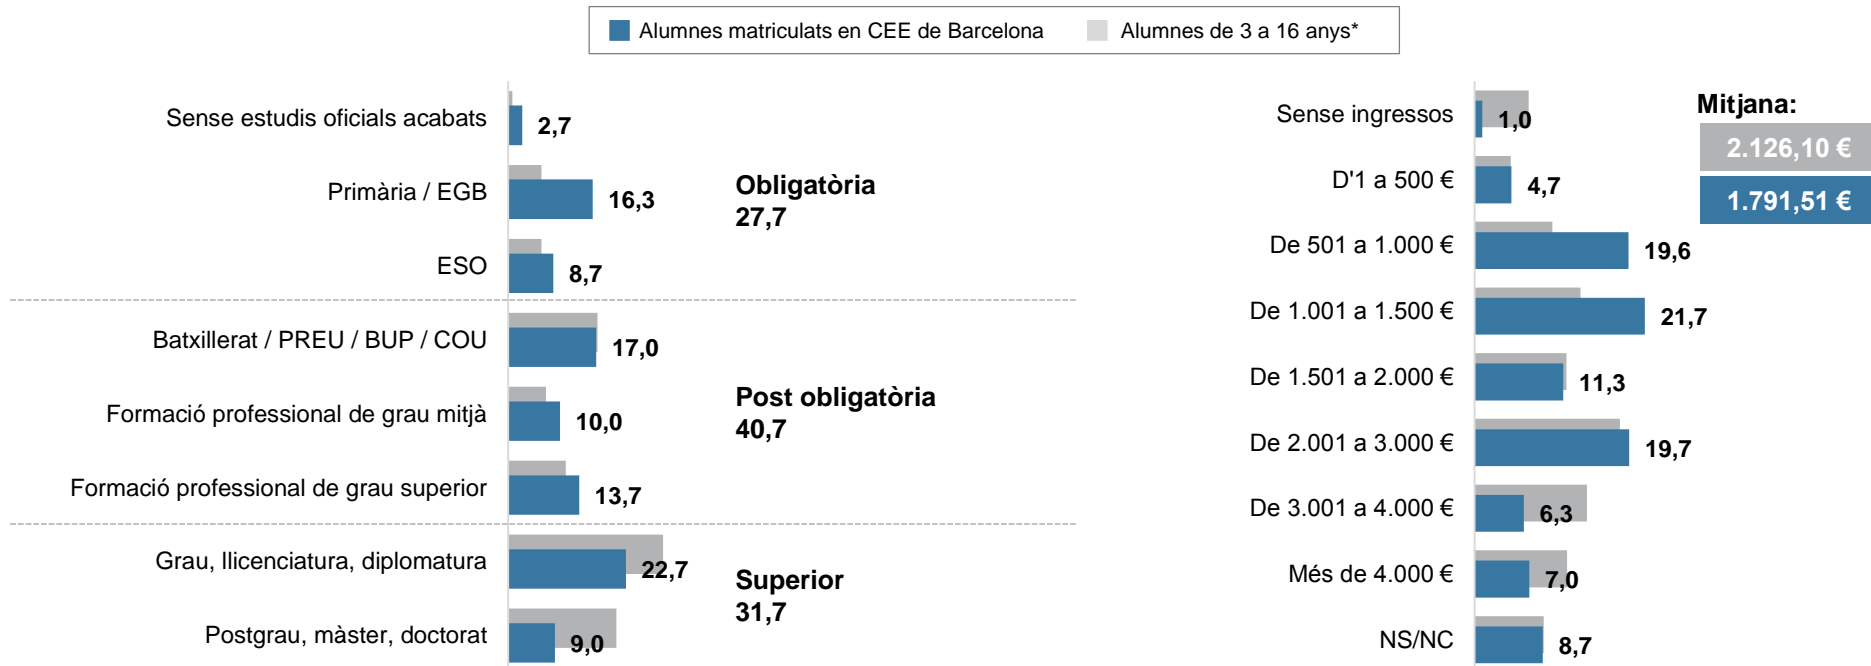 Alumnes matriculats en CEE de Barcelona
Alumnes de 3 a 16 anys*
Sense estudis oficials acabats
2,7
Primària / EGB
16,3
ESO
8,7
Obligatòria
27,7
Batxillerat / PREU / BUP / COU
17,0
Formació professional de grau mitjà
10,0
Formació professional de grau superior
13,7
Post obligatòria
40,7
Grau, llicenciatura, diplomatura
22,7
Postgrau, màster, doctorat
9,0
Superior
31,7
Sense ingressos
1,0
D'1 a 500 €
4,7
De 501 a 1.000 €
19,6
De 1.001 a 1.500 €
21,7
De 1.501 a 2.000 €
11,3
De 2.001 a 3.000 €
19,7
De 3.001 a 4.000 €
6,3
Més de 4.000 €
7,0
NS/NC
8,7
Mitjana:
2.126,10 €
1.791,51 €